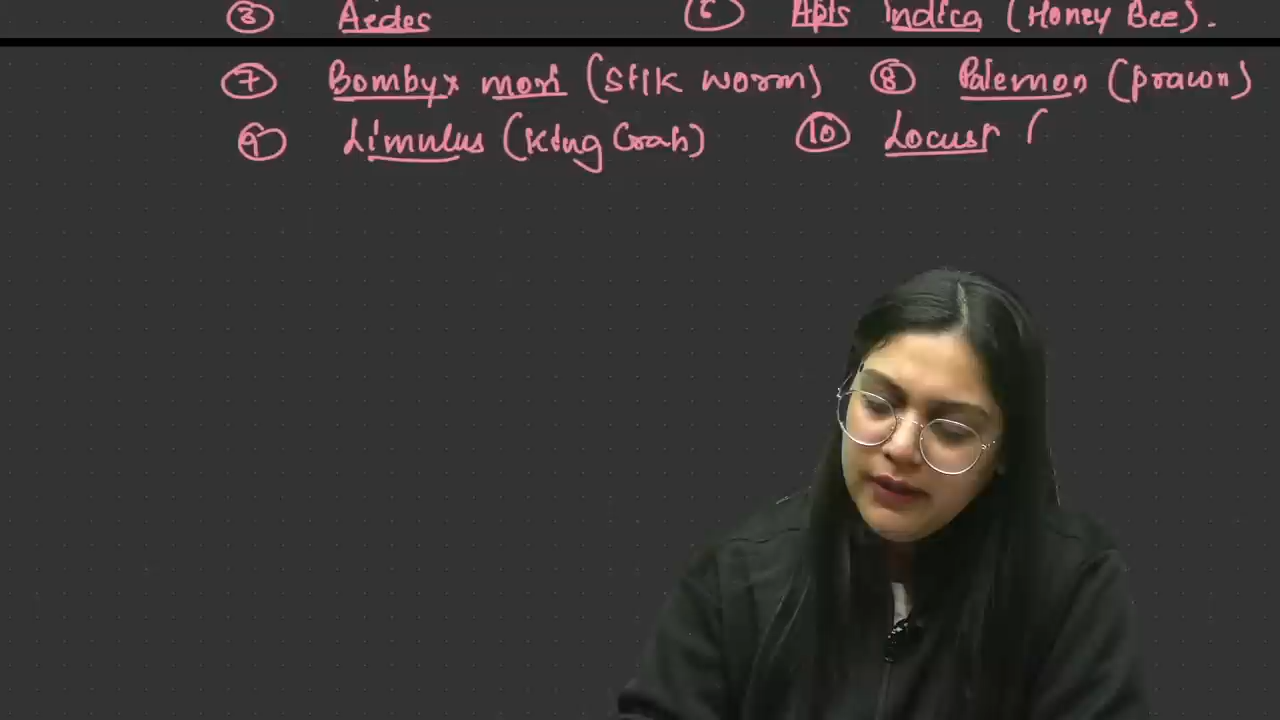 ③ Aedes ⑥ Apis Indica (Honey Bee).
⑦ Bombyx mori (Silk worm) ⑧ Palemon (prawn)
⑨ Limulus (King Crab) ⑩ Locust (